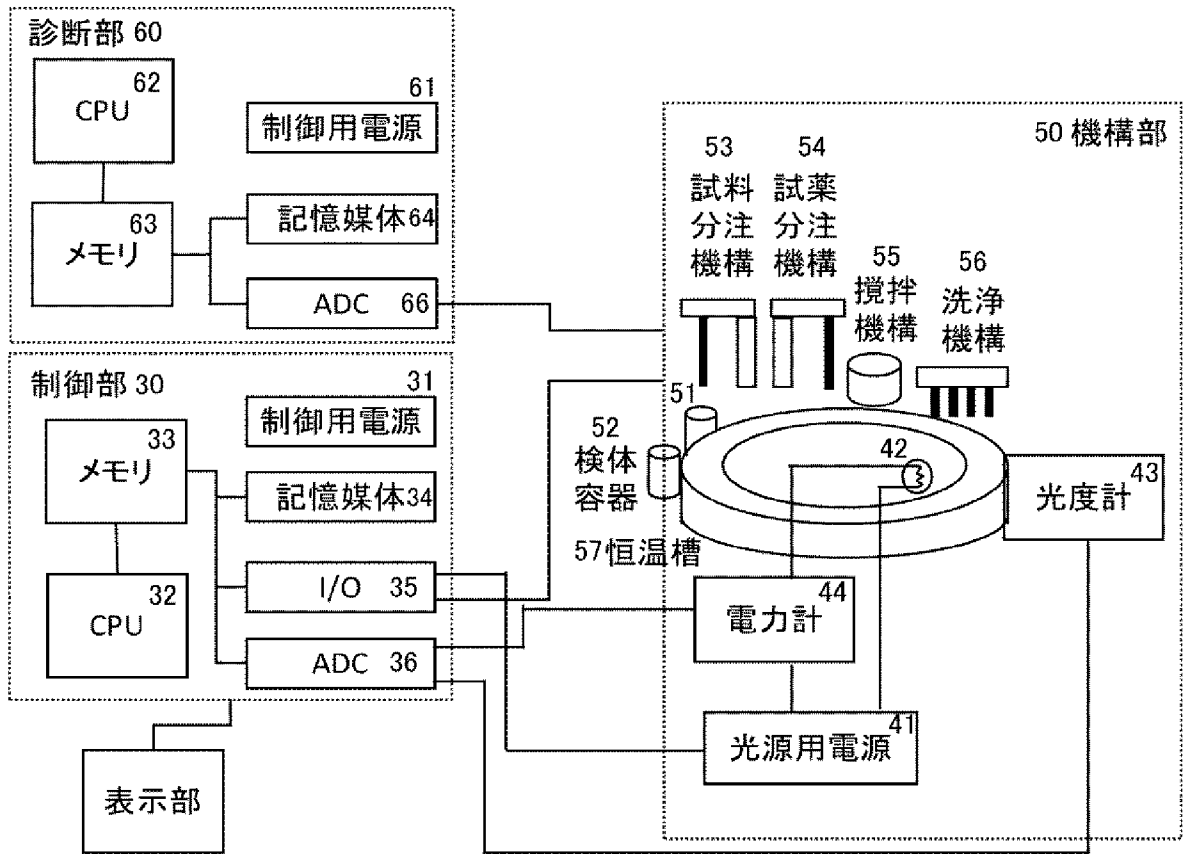 診断部 60
62
CPU
61
制御用電源
63
メモリ
記憶媒体64
ADC 66
制御部 30
31
制御用電源
33
メモリ
記憶媒体34
I/O 35
32
CPU
ADC 36
表示部
50 機構部
53
試料
分注
機構
54
試薬
分注
機構
55
撹拌
機構
56
洗浄
機構
51
52
検体
容器
57恒温槽
42
43
光度計
44
電力計
41
光源用電源